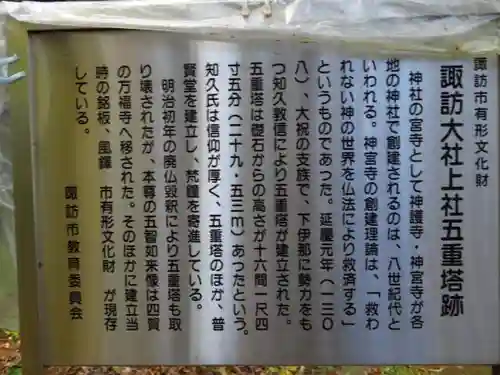 諏訪市有形文化財
諏訪大社上社五重塔跡
神社の宮寺として神護寺・神宮寺が各
地の神社で創建されるのは、八世紀代と
いわれる。神宮寺の創建理論は、「救わ
れない神の世界を仏法により救済する」
というものであった。延慶元年（一三〇
八）、大祝の支族で、下伊那に勢力をも
つ知久敦信により五重塔が建立された。
五重塔は礎石からの高さが十六間一尺四
寸五分（二十九・五三ｍ）あったという。
知久氏は信仰が厚く、五重塔のほか、普
賢堂を建立し、梵鐘を寄進している。
明治初年の廃仏毀釈により五重塔も取
り壊されたが、本尊の五智如来像は四賀
の万福寺へ移された。そのほかに建立当
時の銘板、風鐸　市有形文化財　が現存
している。
諏訪市教育委員会